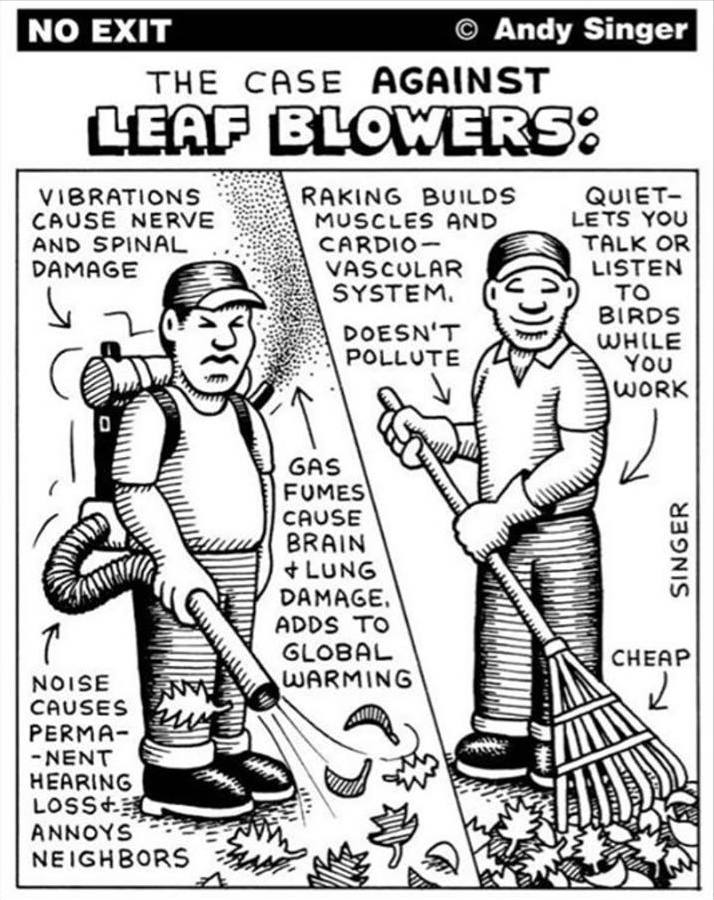 NO EXIT
© Andy Singer
THE CASE AGAINST
LEAF BLOWERS:
VIBRATIONS
CAUSE NERVE
AND SPINAL
DAMAGE
GAS
FUMES
CAUSE
BRAIN
+ LUNG
DAMAGE.
ADDS TO
GLOBAL
WARMING
NOISE
CAUSES
PERMA-
-NENT
HEARING
LOSS +
ANNOYS
NEIGHBORS
RAKING BUILDS
MUSCLES AND
CARDIO-
VASCULAR
SYSTEM.
DOESN'T
POLLUTE
QUIET-
LETS YOU
TALK OR
LISTEN
TO
BIRDS
WHILE
YOU
WORK
CHEAP
SINGER